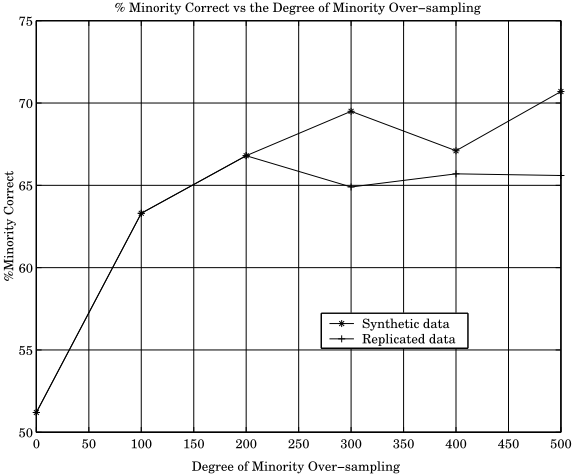 % Minority Correct vs the Degree of Minority Over−sampling
75
70
65
60
55
50
%Minority Correct
Synthetic data
Replicated data
0 50 100 150 200 250 300 350 400 450 500
Degree of Minority Over−sampling